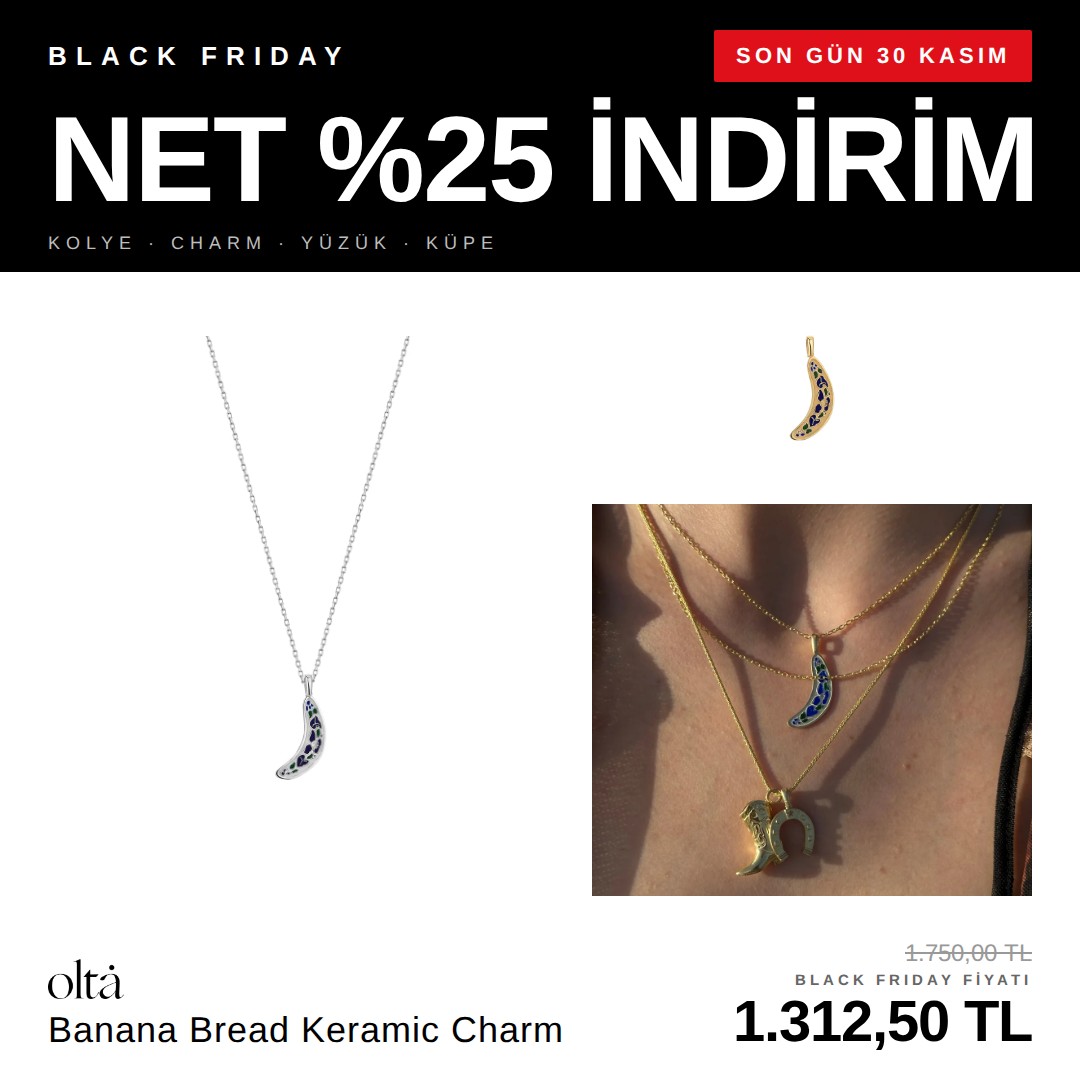 BLACK FRIDAY
SON GÜN 30 KASIM
NET %25 İNDİRİM
KOLYE · CHARM · YÜZÜK · KÜPE
1.750,00 TL
BLACK FRIDAY FİYATI
1.312,50 TL
olta
Banana Bread Keramic Charm